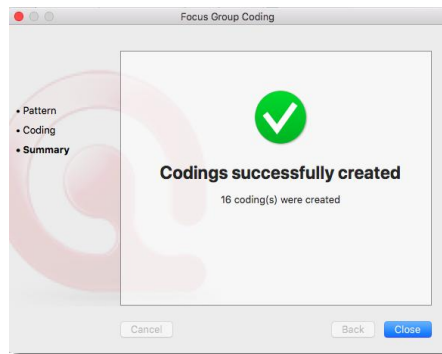 Focus Group Coding
• Pattern
• Coding
• Summary
Codings successfully created
16 coding(s) were created
Cancel
Back
Close